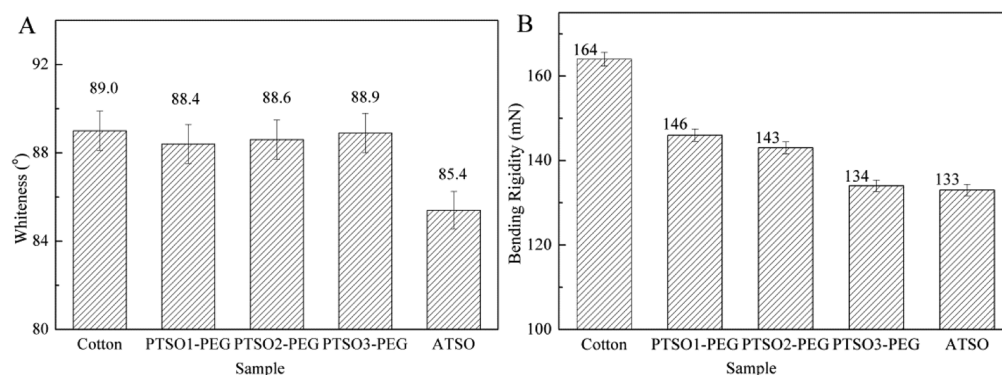 A
92
88
84
80
Whiteness (°)
89.0
88.4
88.6
88.9
85.4
Cotton PTSO1-PEG PTSO2-PEG PTSO3-PEG ATSO
Sample
B
160
140
120
100
Bending Rigidity (mN)
164
146
143
134
133
Cotton PTSO1-PEG PTSO2-PEG PTSO3-PEG ATSO
Sample